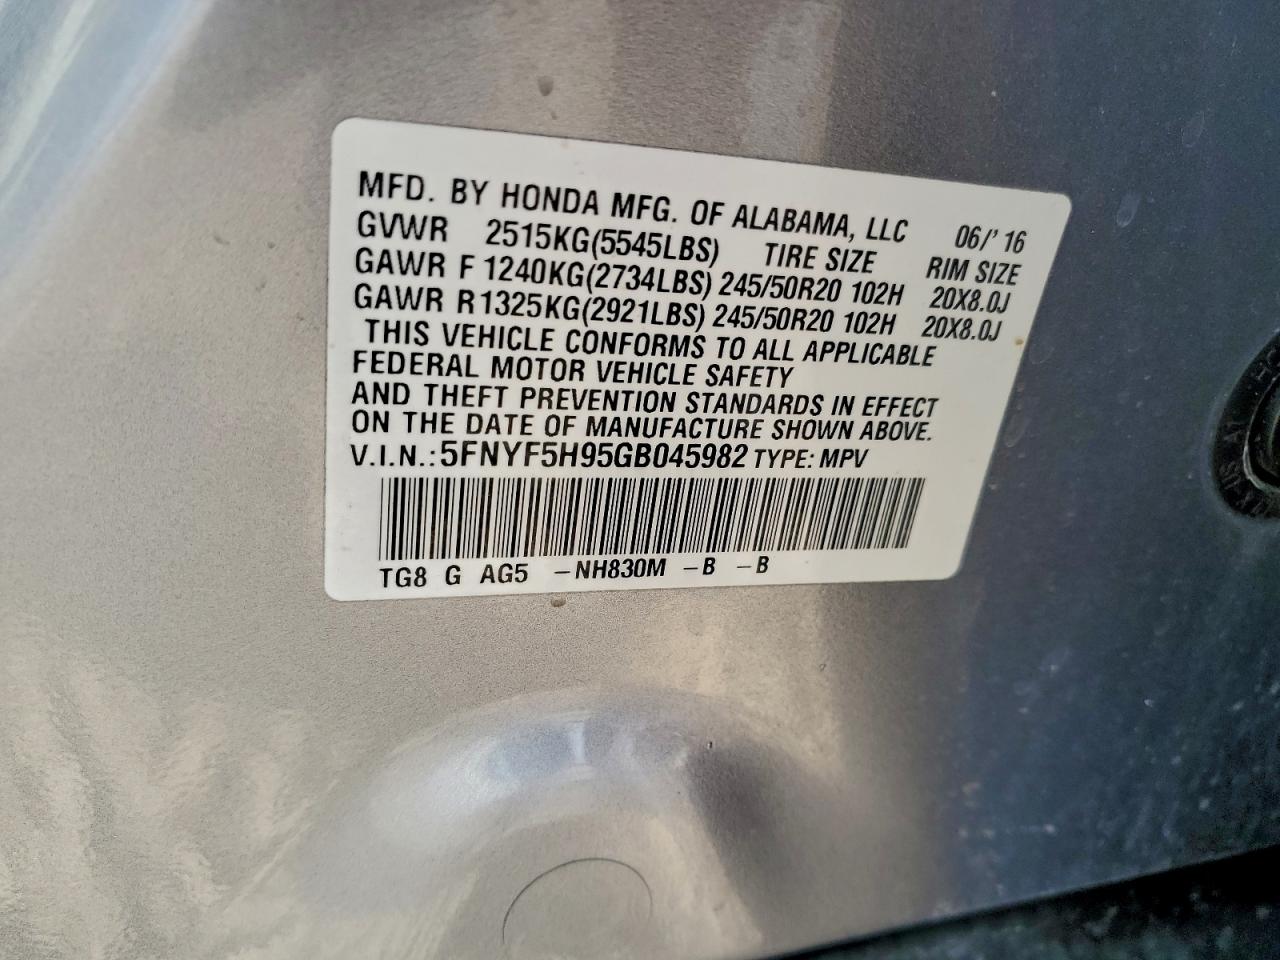 MFD. BY HONDA MFG. OF ALABAMA, LLC 06/'16
GVWR 2515KG(5545LBS) TIRE SIZE RIM SIZE
GAWR F 1240KG(2734LBS) 245/50R20 102H 20X8.0J
GAWR R 1325KG(2921LBS) 245/50R20 102H 20X8.0J
THIS VEHICLE CONFORMS TO ALL APPLICABLE
FEDERAL MOTOR VEHICLE SAFETY
AND THEFT PREVENTION STANDARDS IN EFFECT
ON THE DATE OF MANUFACTURE SHOWN ABOVE.
V.I.N.: 5FNYF5H95GB045982 TYPE: MPV
TG8 G AG5 -NH830M -B -B